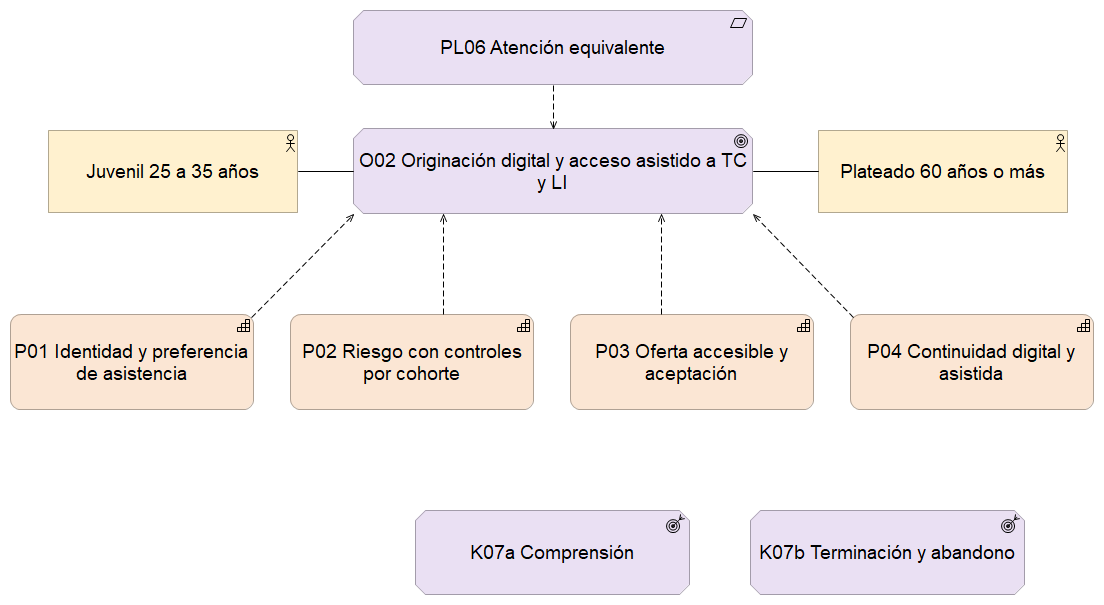 PL06 Atención equivalente
Juvenil 25 a 35 años
O02 Originación digital y acceso asistido a TC
y LI
Plateado 60 años o más
P01 Identidad y preferencia
de asistencia
P02 Riesgo con controles
por cohorte
P03 Oferta accesible y
aceptación
P04 Continuidad digital y
asistida
K07a Comprensión
K07b Terminación y abandono